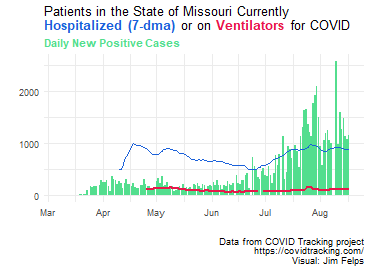 Patients in the State of Missouri Currently
Hospitalized (7-dma) or on Ventilators for COVID
Daily New Positive Cases
2000
1000
0
Mar Apr May Jun Jul Aug
Data from COVID Tracking project
https://covidtracking.com/
Visual: Jim Felps